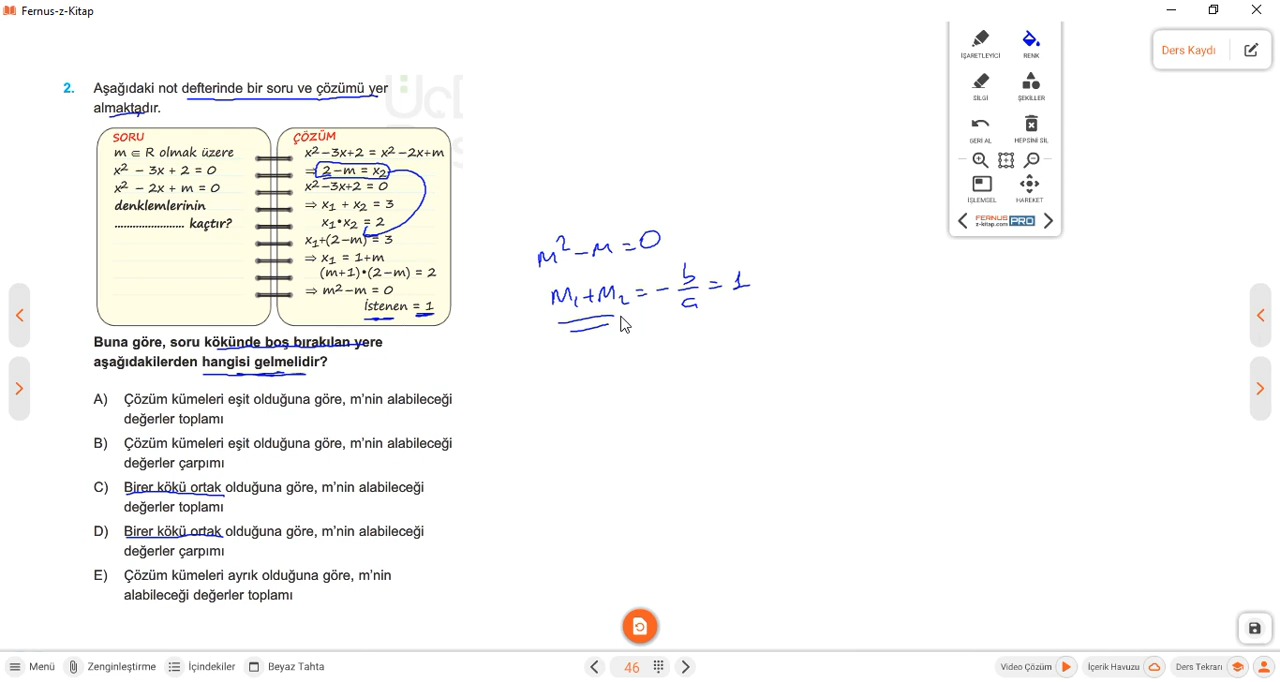 Fernus-z-Kitap
İŞARETLEYİCİ RENK
SİLGİ ŞEKİLLER
GERİ AL HEPSİNİ SİL
İŞLEMSEL HAREKET
FERNUS z-kitap.com PRO
Ders Kaydı
2. Aşağıdaki not defterinde bir soru ve çözümü yer
almaktadır.
SORU
m ∈ R olmak üzere
x² - 3x + 2 = 0
x² - 2x + m = 0
denklemlerinin
........................ kaçtır?
ÇÖZÜM
x²-3x+2 = x²-2x+m
⇒ 2-m = x₂
x²-3x+2 = 0
⇒ x₁ + x₂ = 3
x₁•x₂ = 2
x₁+(2-m) = 3
⇒ x₁ = 1+m
(m+1)•(2-m) = 2
⇒ m²-m = 0
İstenen = 1
m² - m = 0
m₁ + m₂ = - b/a = 1
Buna göre, soru kökünde boş bırakılan yere
aşağıdakilerden hangisi gelmelidir?
A) Çözüm kümeleri eşit olduğuna göre, m'nin alabileceği
değerler toplamı
B) Çözüm kümeleri eşit olduğuna göre, m'nin alabileceği
değerler çarpımı
C) Birer kökü ortak olduğuna göre, m'nin alabileceği
değerler toplamı
D) Birer kökü ortak olduğuna göre, m'nin alabileceği
değerler çarpımı
E) Çözüm kümeleri ayrık olduğuna göre, m'nin
alabileceği değerler toplamı
Menü Zenginleştirme İçindekiler Beyaz Tahta 46 Video Çözüm İçerik Havuzu Ders Tekrarı